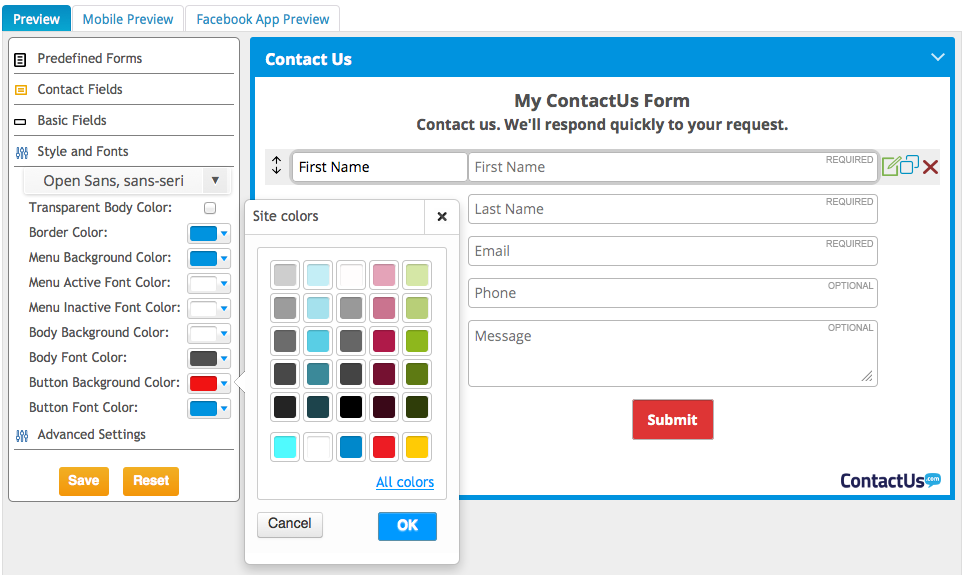 Preview
Mobile Preview
Facebook App Preview
Predefined Forms
Contact Fields
Basic Fields
Style and Fonts
Open Sans, sans-seri
Transparent Body Color:
Border Color:
Menu Background Color:
Menu Active Font Color:
Menu Inactive Font Color:
Body Background Color:
Body Font Color:
Button Background Color:
Button Font Color:
Advanced Settings
Save
Reset
Site colors
All colors
Cancel
OK
Contact Us
My ContactUs Form
Contact us. We'll respond quickly to your request.
First Name
First Name
REQUIRED
Last Name
REQUIRED
Email
REQUIRED
Phone
OPTIONAL
Message
OPTIONAL
Submit
ContactUs.com